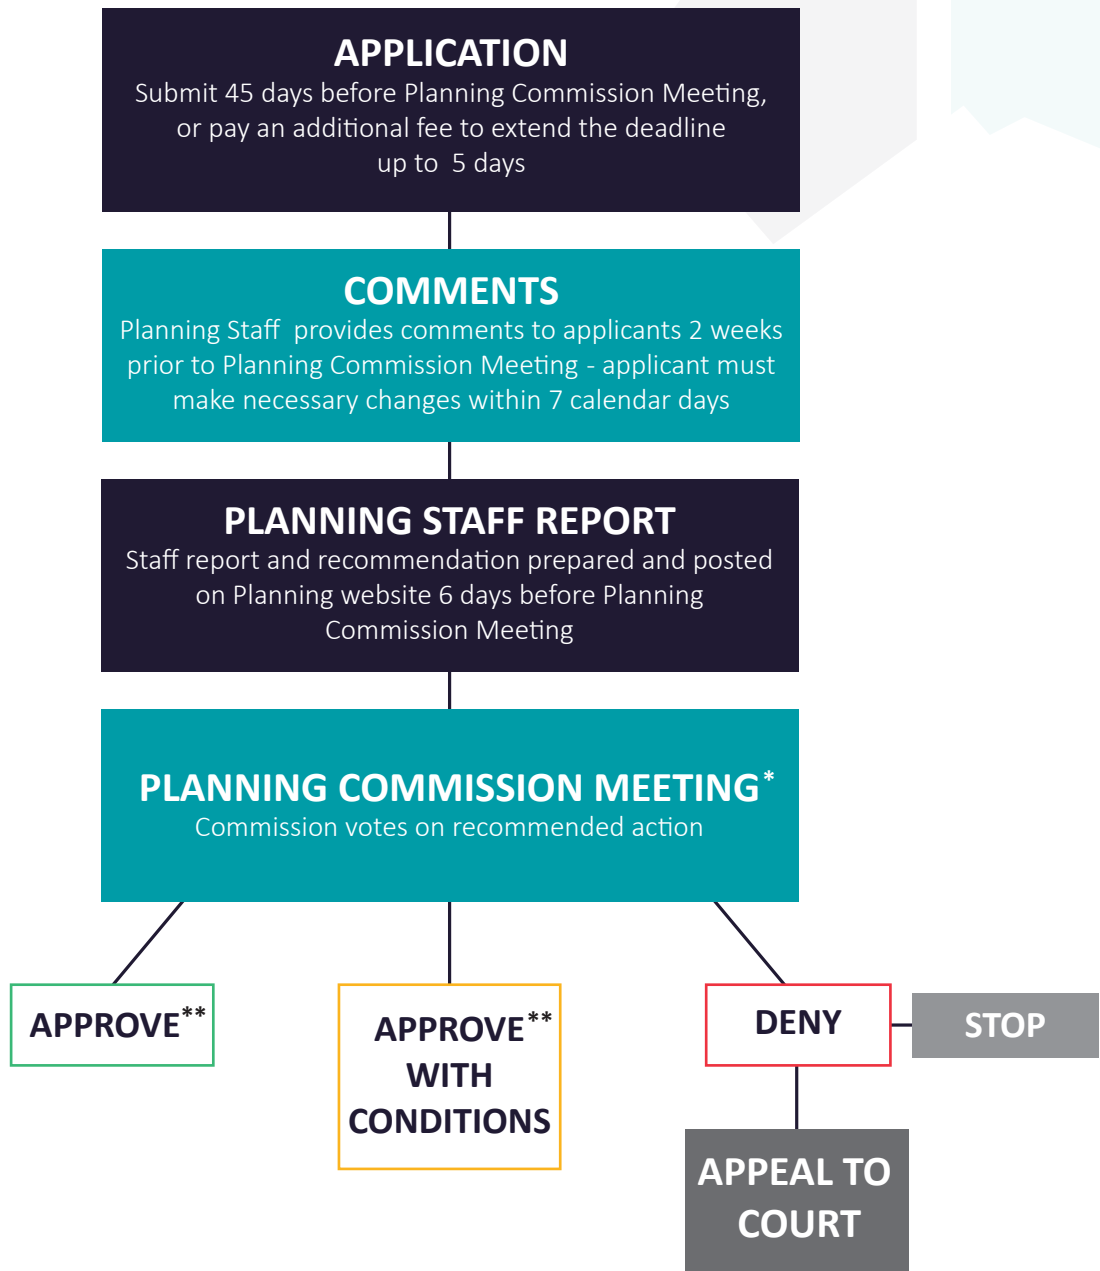 APPLICATION
Submit 45 days before Planning Commission Meeting,
or pay an additional fee to extend the deadline
up to 5 days
COMMENTS
Planning Staff provides comments to applicants 2 weeks
prior to Planning Commission Meeting - applicant must
make necessary changes within 7 calendar days
PLANNING STAFF REPORT
Staff report and recommendation prepared and posted
on Planning website 6 days before Planning
Commission Meeting
PLANNING COMMISSION MEETING*
Commission votes on recommended action
APPROVE**
APPROVE**
WITH
CONDITIONS
DENY
STOP
APPEAL TO
COURT